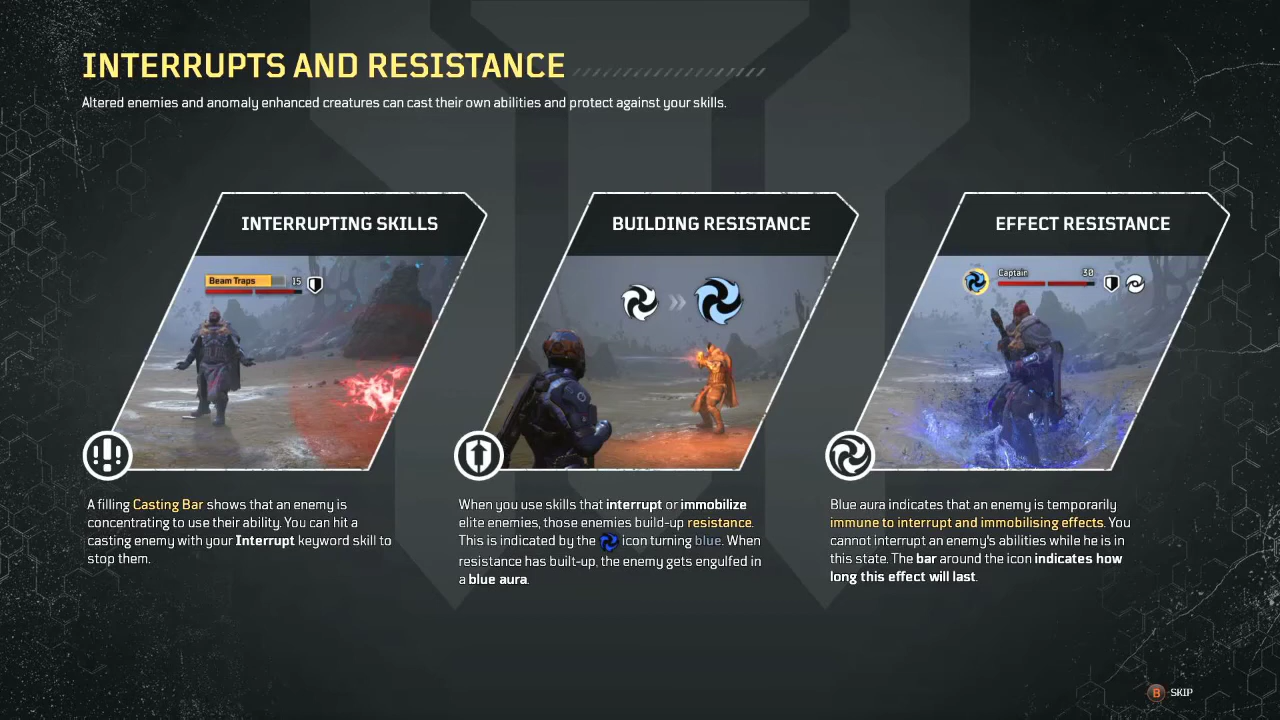 INTERRUPTS AND RESISTANCE
Altered enemies and anomaly enhanced creatures can cast their own abilities and protect against your skills.
INTERRUPTING SKILLS
Beam Traps 15
A filling Casting Bar shows that an enemy is
concentrating to use their ability. You can hit a
casting enemy with your Interrupt keyword skill to
stop them.
BUILDING RESISTANCE
When you use skills that interrupt or immobilize
elite enemies, those enemies build-up resistance.
This is indicated by the icon turning blue. When
resistance has built-up, the enemy gets engulfed in
a blue aura.
EFFECT RESISTANCE
Captain 30
Blue aura indicates that an enemy is temporarily
immune to interrupt and immobilising effects. You
cannot interrupt an enemy's abilities while he is in
this state. The bar around the icon indicates how
long this effect will last.
B SKIP